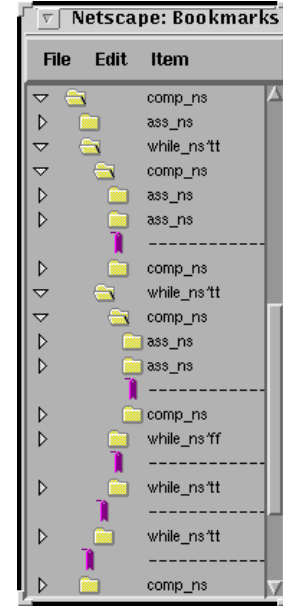 Netscape: Bookmarks
File Edit Item
comp_ns
ass_ns
while_ns'tt
comp_ns
ass_ns
ass_ns
--------------
comp_ns
while_ns'tt
comp_ns
ass_ns
ass_ns
--------------
comp_ns
while_ns'ff
--------------
while_ns'tt
--------------
while_ns'tt
--------------
comp_ns